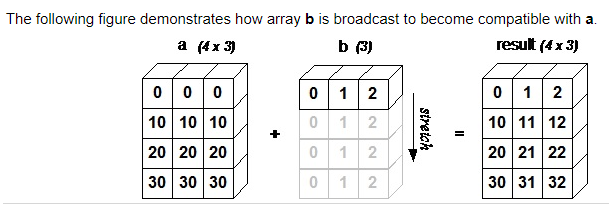 The following figure demonstrates how array b is broadcast to become compatible with a.
a (4 x 3) b (3) result (4 x 3)
0 0 0 0 1 2 0 1 2
10 10 10 0 1 2 10 11 12
+ stretch =
20 20 20 0 1 2 20 21 22
30 30 30 0 1 2 30 31 32